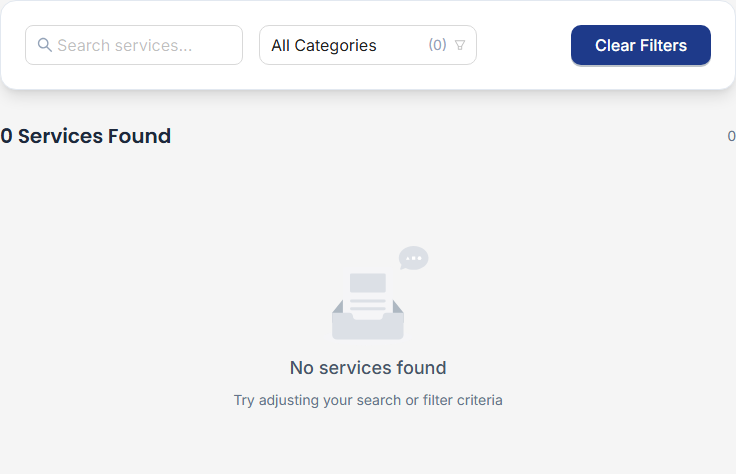 Search services...
All Categories (0)
Clear Filters
0 Services Found
0
No services found
Try adjusting your search or filter criteria